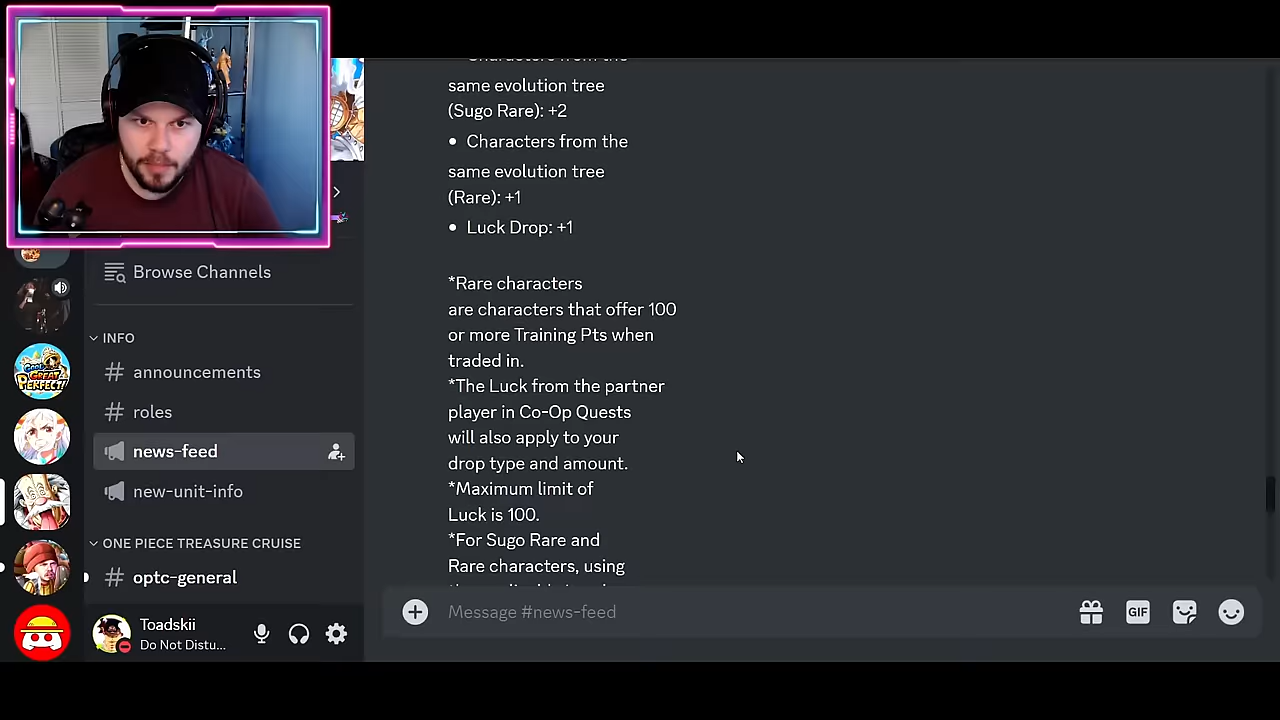 same evolution tree
(Sugo Rare): +2
• Characters from the
same evolution tree
(Rare): +1
• Luck Drop: +1
*Rare characters
are characters that offer 100
or more Training Pts when
traded in.
*The Luck from the partner
player in Co-Op Quests
will also apply to your
drop type and amount.
*Maximum limit of
Luck is 100.
*For Sugo Rare and
Rare characters, using
Browse Channels
INFO
# announcements
# roles
news-feed
new-unit-info
ONE PIECE TREASURE CRUISE
# optc-general
Toadskii
Do Not Distu...
Message #news-feed
GIF